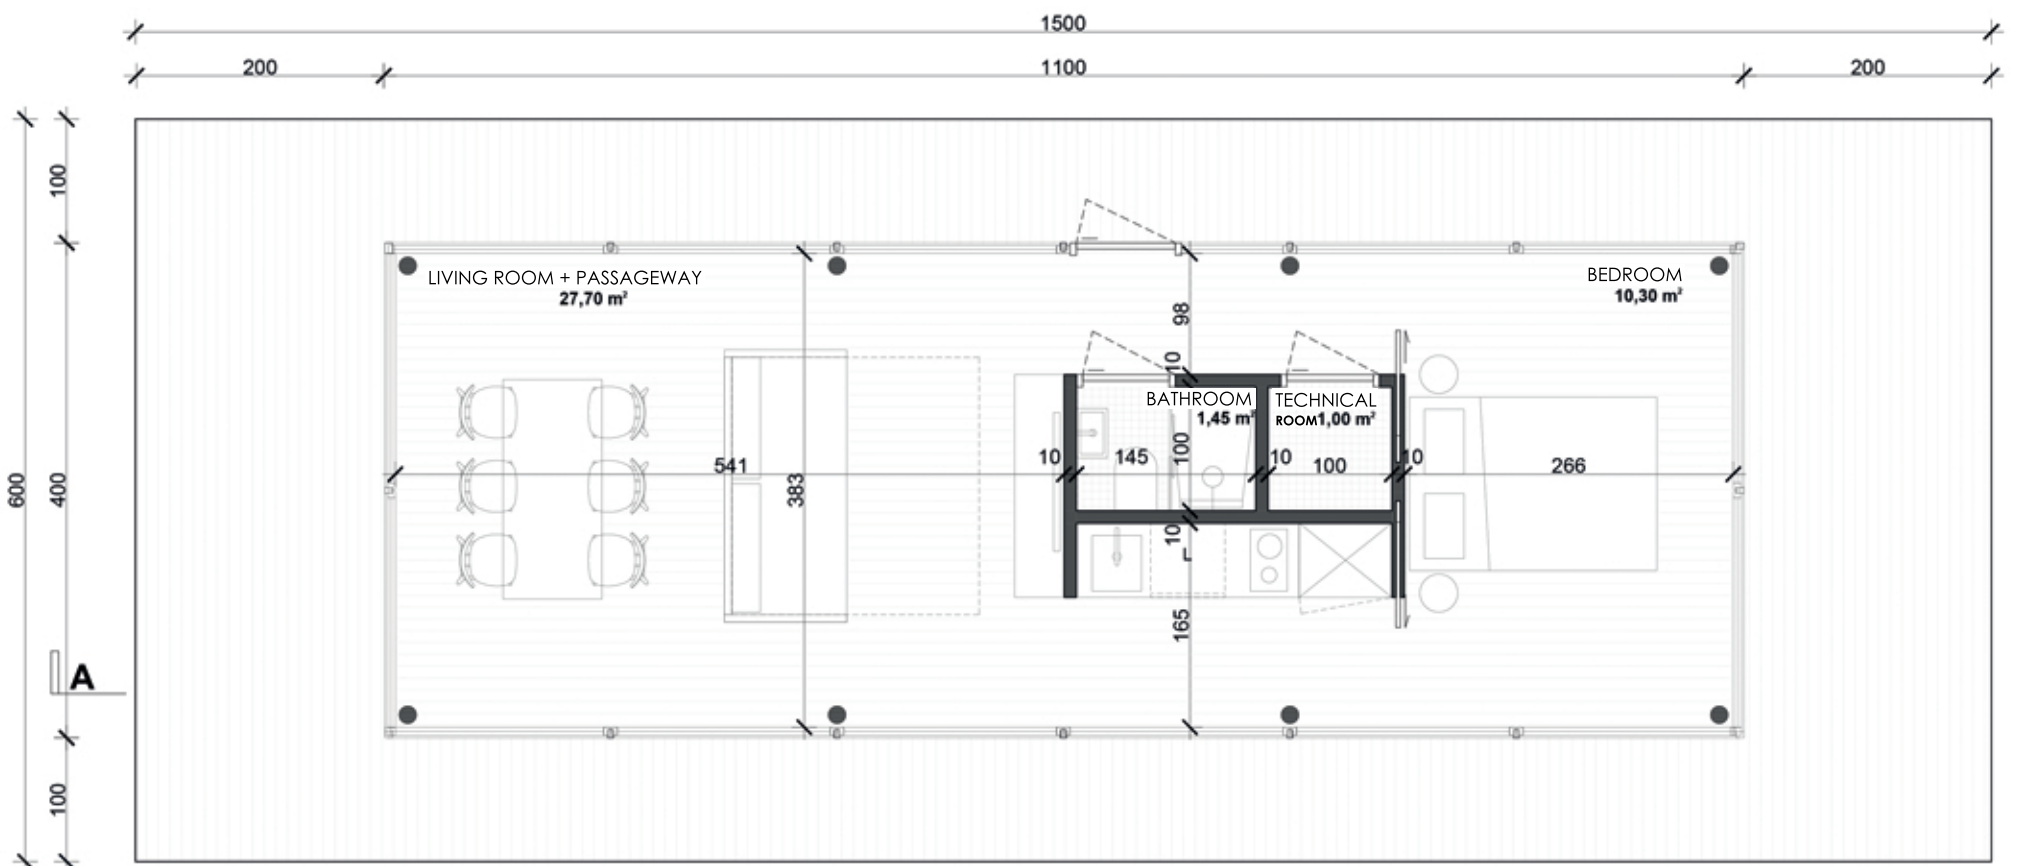 1500
200 1100 200
100
LIVING ROOM + PASSAGEWAY
27,70 m²
BEDROOM
10,30 m²
98
10
BATHROOM
1,45 m²
TECHNICAL
ROOM 1,00 m²
600
400
541
383
10
145
100
10
100
10
266
10
165
A
100